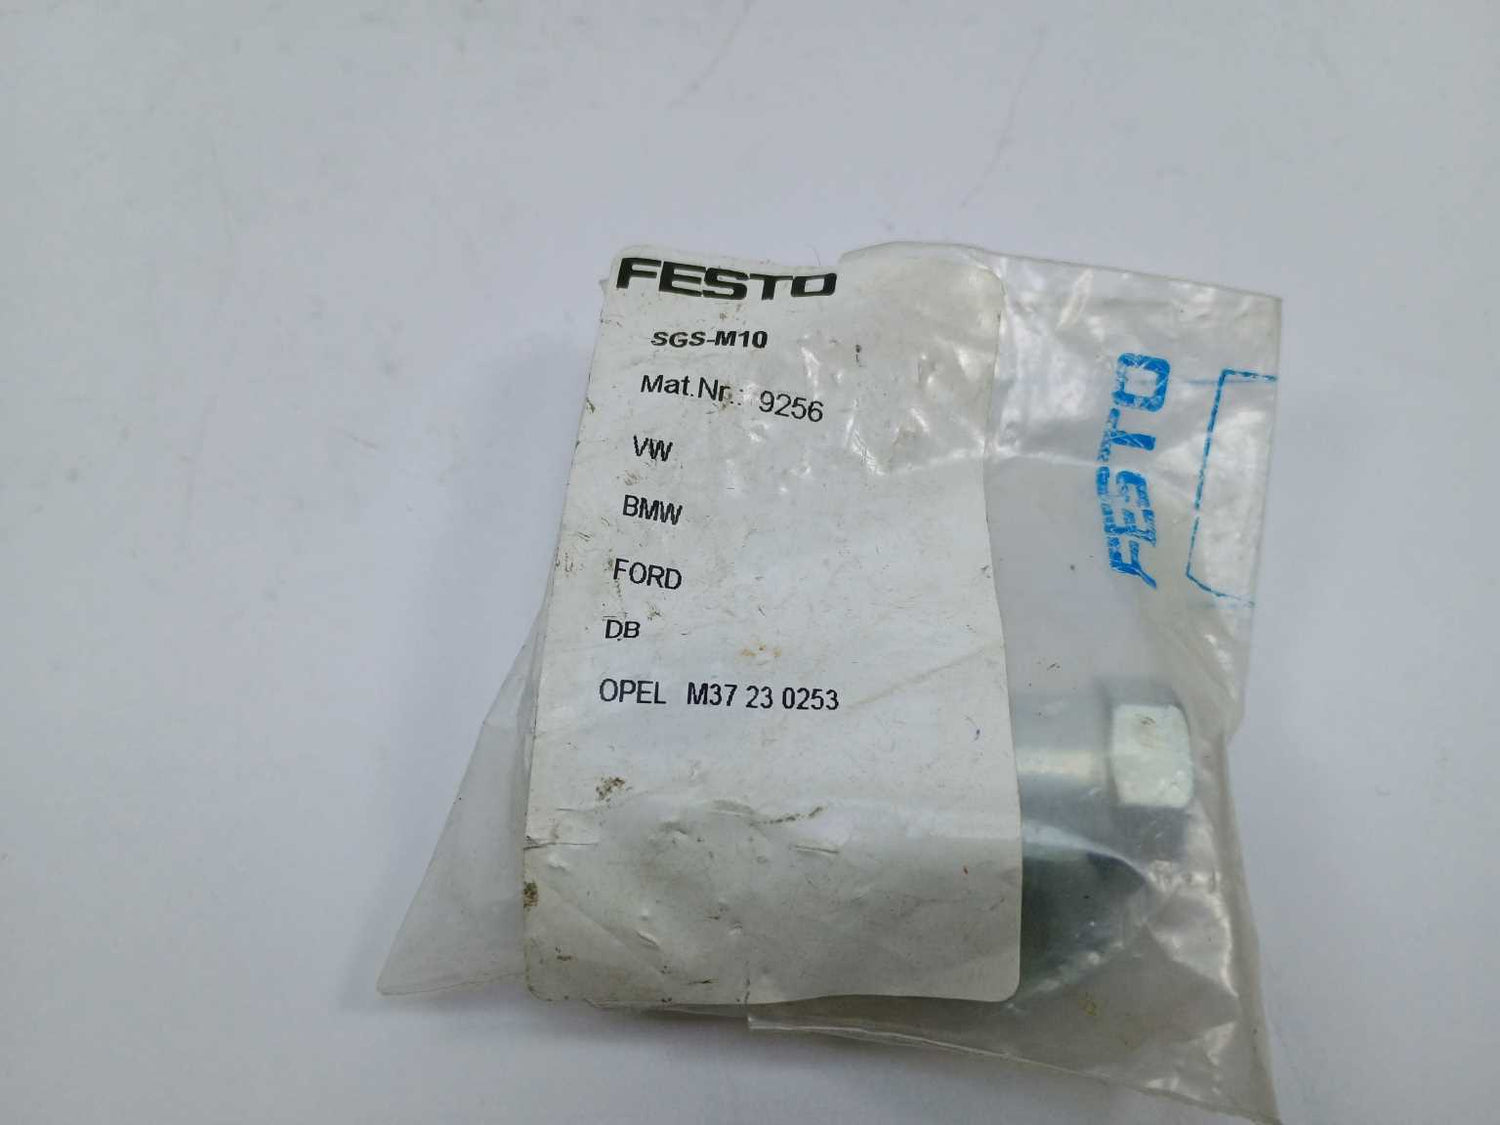 FESTO
SGS-M10
Mat.Nr.: 9256
VW
BMW
FORD
DB
OPEL M37 23 0253
FESTO